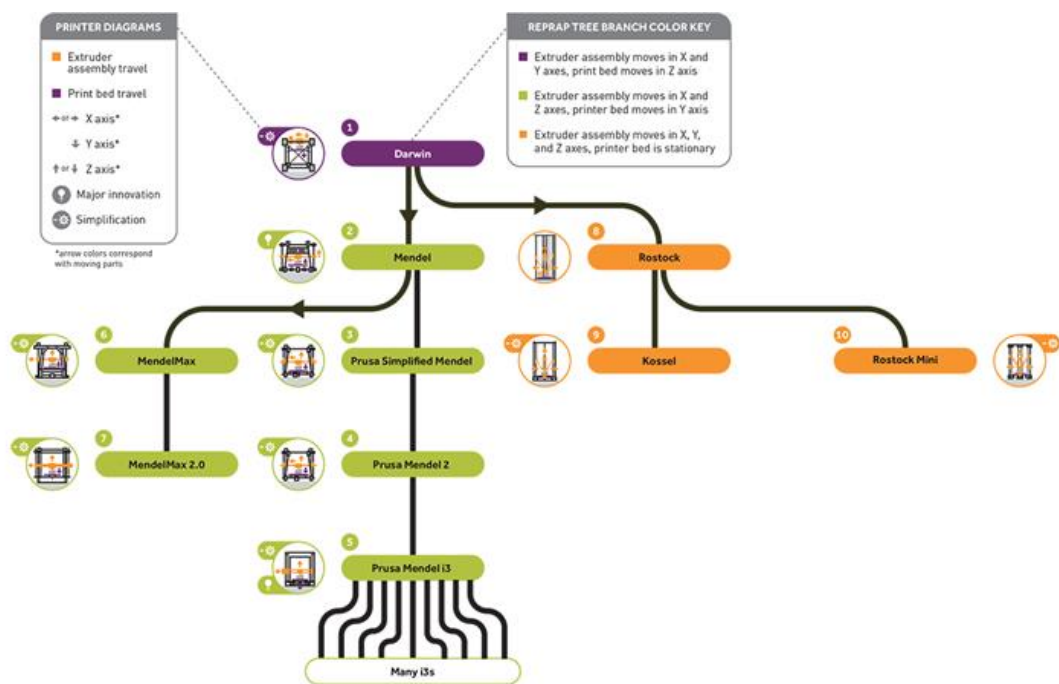 PRINTER DIAGRAMS
Extruder
assembly travel
Print bed travel
←or→ X axis*
↓ Y axis*
↑or↓ Z axis*
Major innovation
Simplification
*arrow colors correspond
with moving parts
REPRAP TREE BRANCH COLOR KEY
Extruder assembly moves in X and
Y axes, print bed moves in Z axis
Extruder assembly moves in X and
Z axes, printer bed moves in Y axis
Extruder assembly moves in X, Y,
and Z axes, printer bed is stationary
1
Darwin
2
Mendel
8
Rostock
6
MendelMax
3
Prusa Simplified Mendel
9
Kossel
10
Rostock Mini
7
MendelMax 2.0
4
Prusa Mendel 2
5
Prusa Mendel i3
Many i3s